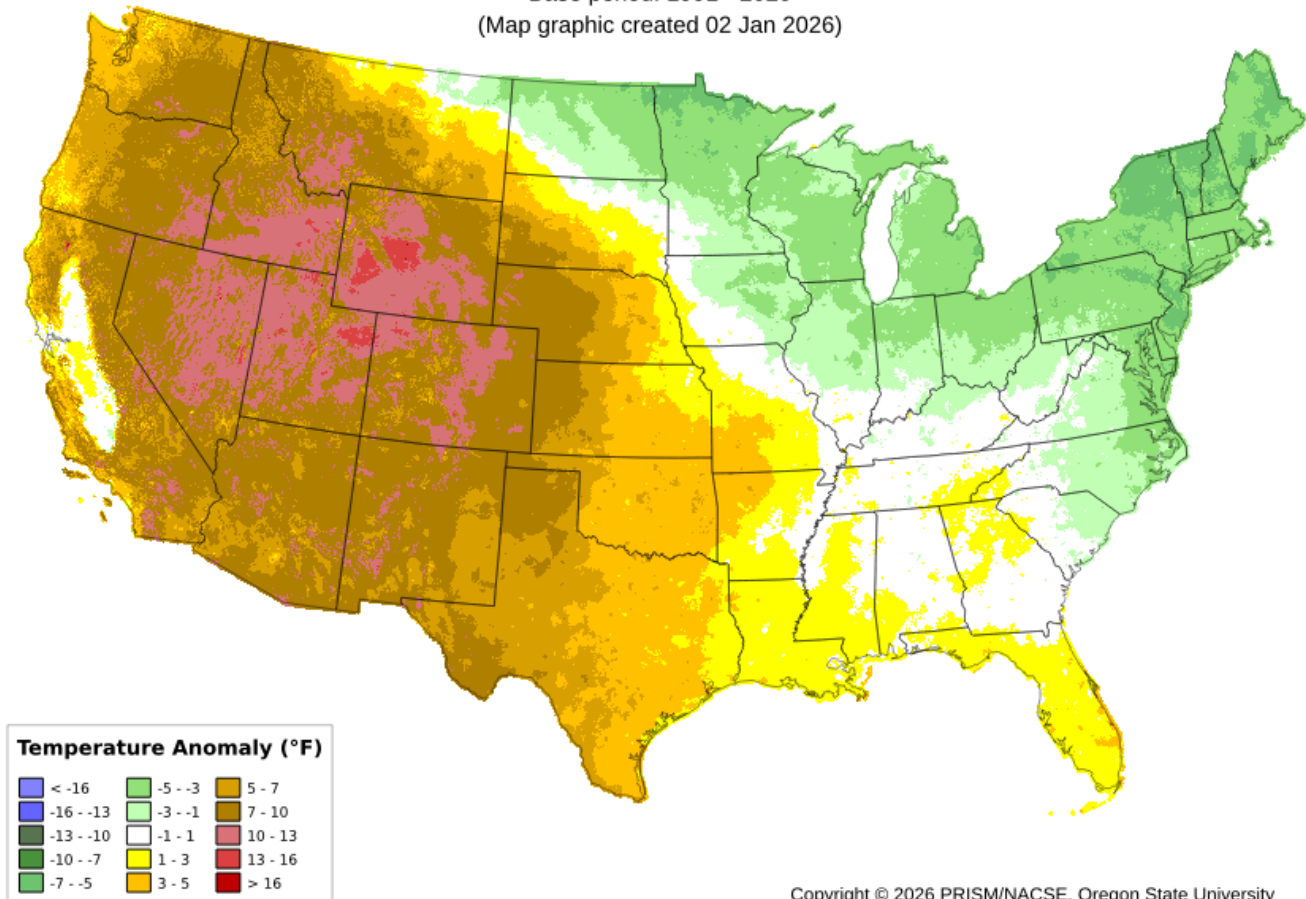 (Map graphic created 02 Jan 2026)
Temperature Anomaly (°F)
< -16
-16 - -13
-13 - -10
-10 - -7
-7 - -5
-5 - -3
-3 - -1
-1 - 1
1 - 3
3 - 5
5 - 7
7 - 10
10 - 13
13 - 16
> 16
Copyright © 2026 PRISM/NACSE, Oregon State University